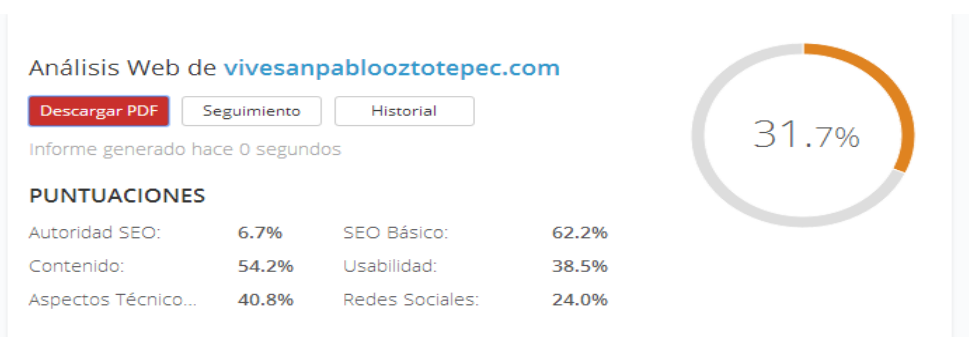 Análisis Web de vivesanpablooztotepec.com
Descargar PDF Seguimiento Historial
Informe generado hace 0 segundos
31.7%
PUNTUACIONES
Autoridad SEO: 6.7% SEO Básico: 62.2%
Contenido: 54.2% Usabilidad: 38.5%
Aspectos Técnico... 40.8% Redes Sociales: 24.0%